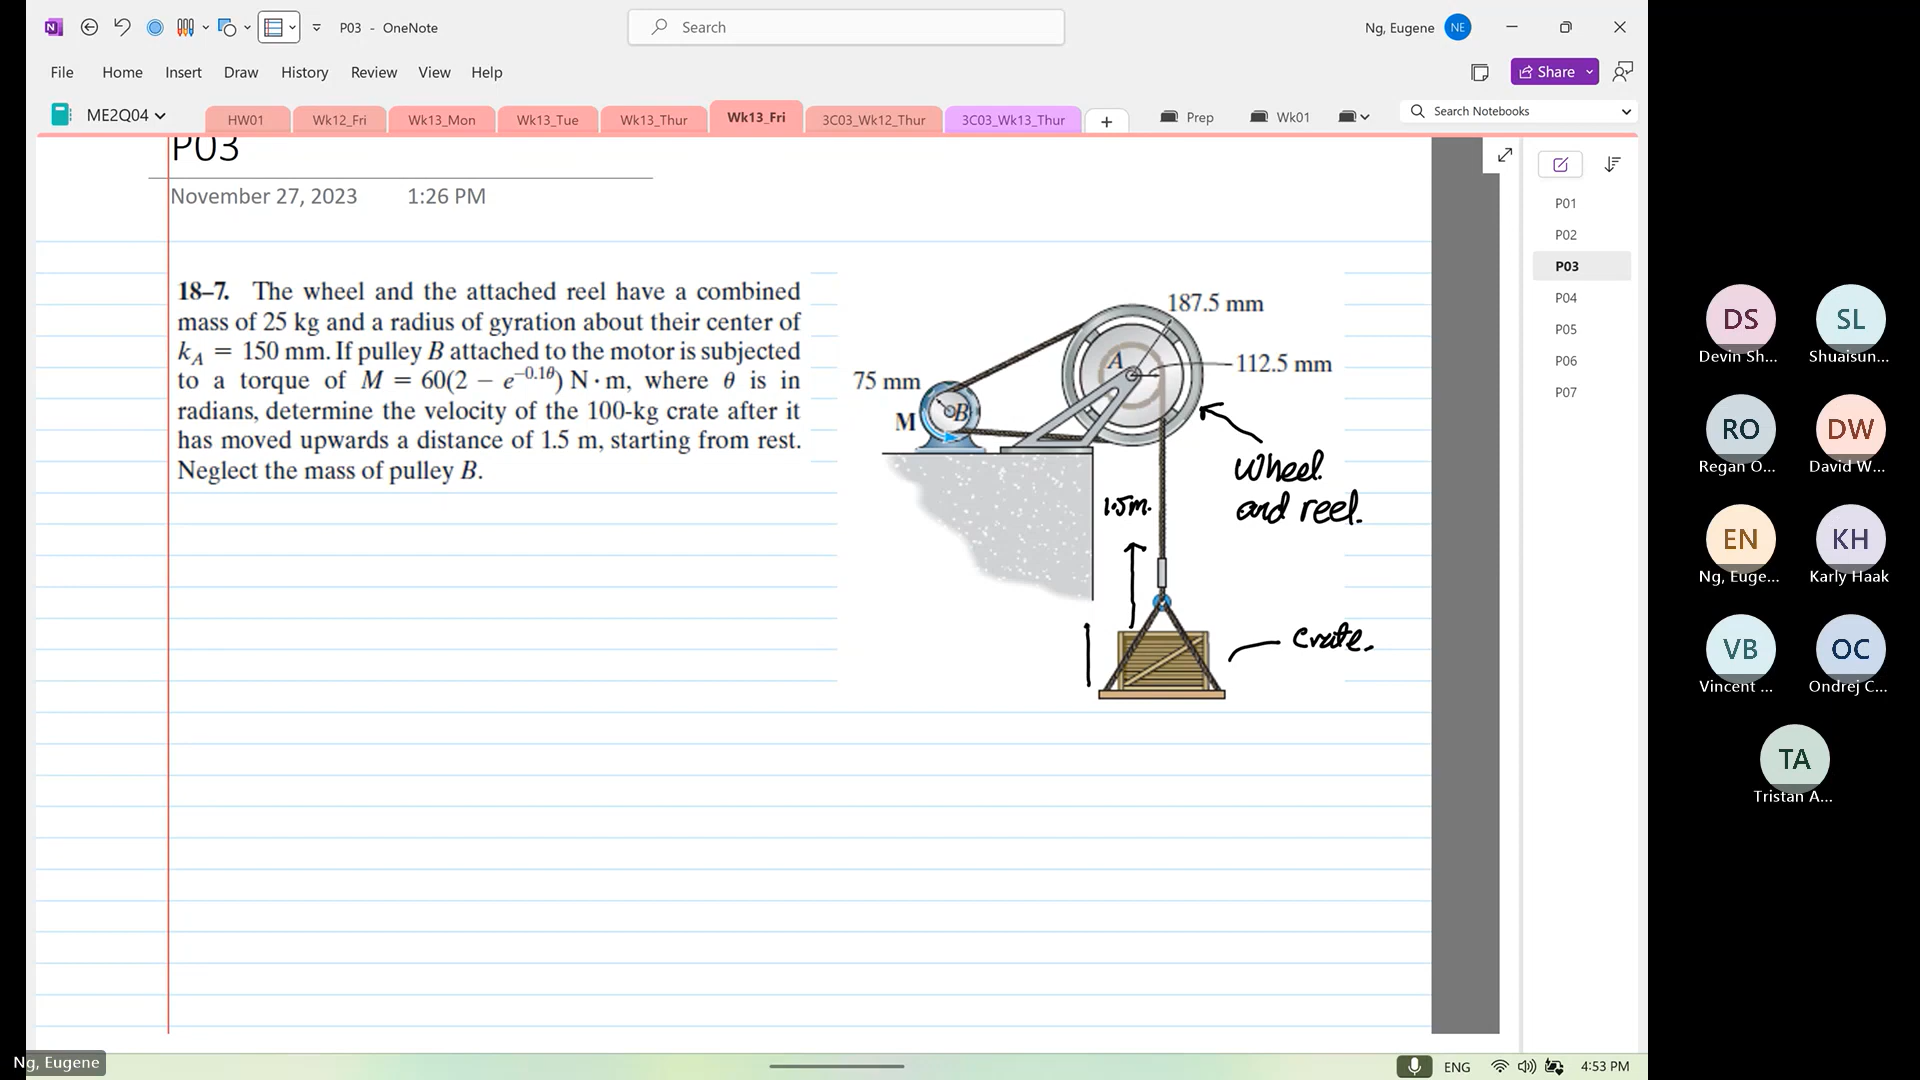 P03 - OneNote
Search
Ng, Eugene
NE
File
Home
Insert
Draw
History
Review
View
Help
Share
ME2Q04
HW01
Wk12_Fri
Wk13_Mon
Wk13_Tue
Wk13_Thur
Wk13_Fri
3C03_Wk12_Thur
3C03_Wk13_Thur
+
Prep
Wk01
Search Notebooks
P03
November 27, 2023 1:26 PM
18–7. The wheel and the attached reel have a combined
mass of 25 kg and a radius of gyration about their center of
k_A = 150 mm. If pulley B attached to the motor is subjected
to a torque of M = 60(2 − e^−0.1θ) N·m, where θ is in
radians, determine the velocity of the 100-kg crate after it
has moved upwards a distance of 1.5 m, starting from rest.
Neglect the mass of pulley B.
187.5 mm
A
112.5 mm
75 mm
B
M
Wheel
and reel.
1.5m.
crate.
P01
P02
P03
P04
P05
P06
P07
DS
Devin Sh...
SL
Shuaisun...
RO
Regan O...
DW
David W...
EN
Ng, Euge...
KH
Karly Haak
VB
Vincent ...
OC
Ondrej C...
TA
Tristan A...
Ng, Eugene
ENG
4:53 PM